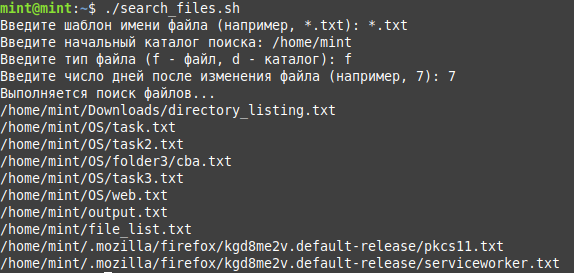 mint@mint:~$ ./search_files.sh
Введите шаблон имени файла (например, *.txt): *.txt
Введите начальный каталог поиска: /home/mint
Введите тип файла (f - файл, d - каталог): f
Введите число дней после изменения файла (например, 7): 7
Выполняется поиск файлов...
/home/mint/Downloads/directory_listing.txt
/home/mint/OS/task.txt
/home/mint/OS/task2.txt
/home/mint/OS/folder3/cba.txt
/home/mint/OS/task3.txt
/home/mint/OS/web.txt
/home/mint/output.txt
/home/mint/file_list.txt
/home/mint/.mozilla/firefox/kgd8me2v.default-release/pkcs11.txt
/home/mint/.mozilla/firefox/kgd8me2v.default-release/serviceworker.txt